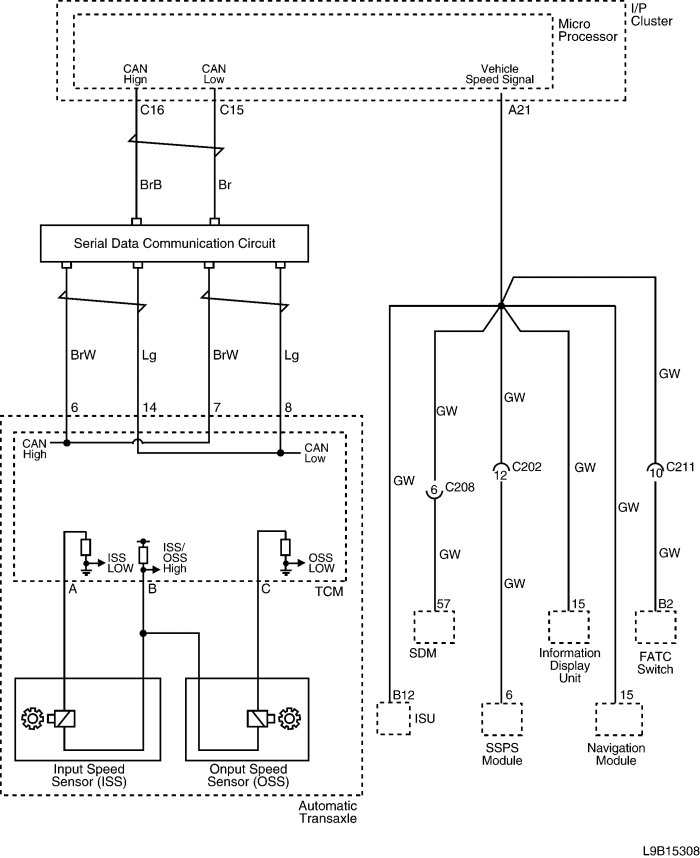 I/P
Cluster
Micro
Processor
CAN
Hign
CAN
Low
Vehicle
Speed Signal
C16
C15
A21
BrB
Br
Serial Data Communication Circuit
BrW
Lg
BrW
Lg
6
14
7
8
CAN
High
CAN
Low
ISS
LOW
ISS/
OSS
High
OSS
LOW
A
B
C
TCM
Input Speed
Sensor (ISS)
Onput Speed
Sensor (OSS)
Automatic
Transaxle
GW
GW
GW
GW
GW
GW
6
C208
12
C202
10
C211
GW
GW
GW
57
SDM
15
Information
Display
Unit
B2
FATC
Switch
B12
ISU
6
SSPS
Module
15
Navigation
Module
L9B15308